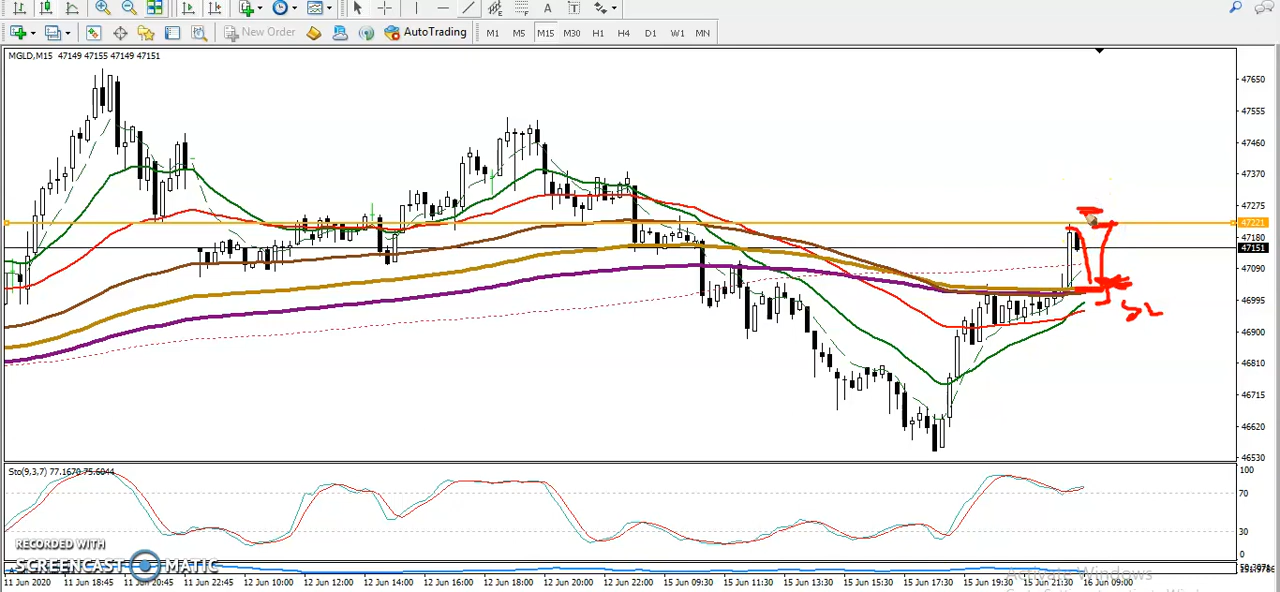 New Order
AutoTrading
M1 M5 M15 M30 H1 H4 D1 W1 MN
MGLD,M15 47149 47155 47149 47151
47650
47555
47460
47370
47275
47221
47180
47151
47090
46995
SL
46900
46810
46715
46620
46530
Sto(9,3,7) 77.1670 75.6044
100
70
30
0
RECORDED WITH
SCREENCAST MATIC
Activate Windows
11 Jun 2020 11 Jun 18:45 11 Jun 20:45 11 Jun 22:45 12 Jun 10:00 12 Jun 12:00 12 Jun 14:00 12 Jun 16:00 12 Jun 18:00 12 Jun 20:00 12 Jun 22:00 15 Jun 09:30 15 Jun 11:30 15 Jun 13:30 15 Jun 15:30 15 Jun 17:30 15 Jun 19:30 15 Jun 21:30 16 Jun 09:00